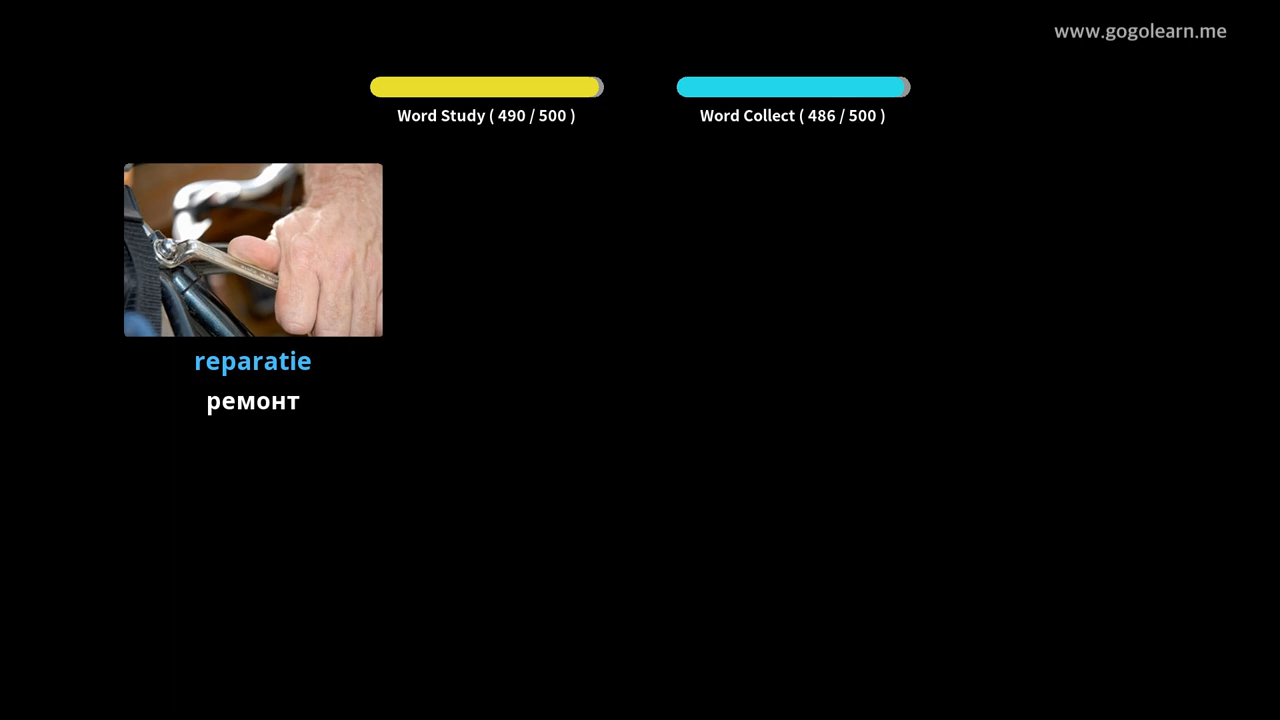 www.gogolearn.me
Word Study ( 490 / 500 )
Word Collect ( 486 / 500 )
reparatie
ремонт